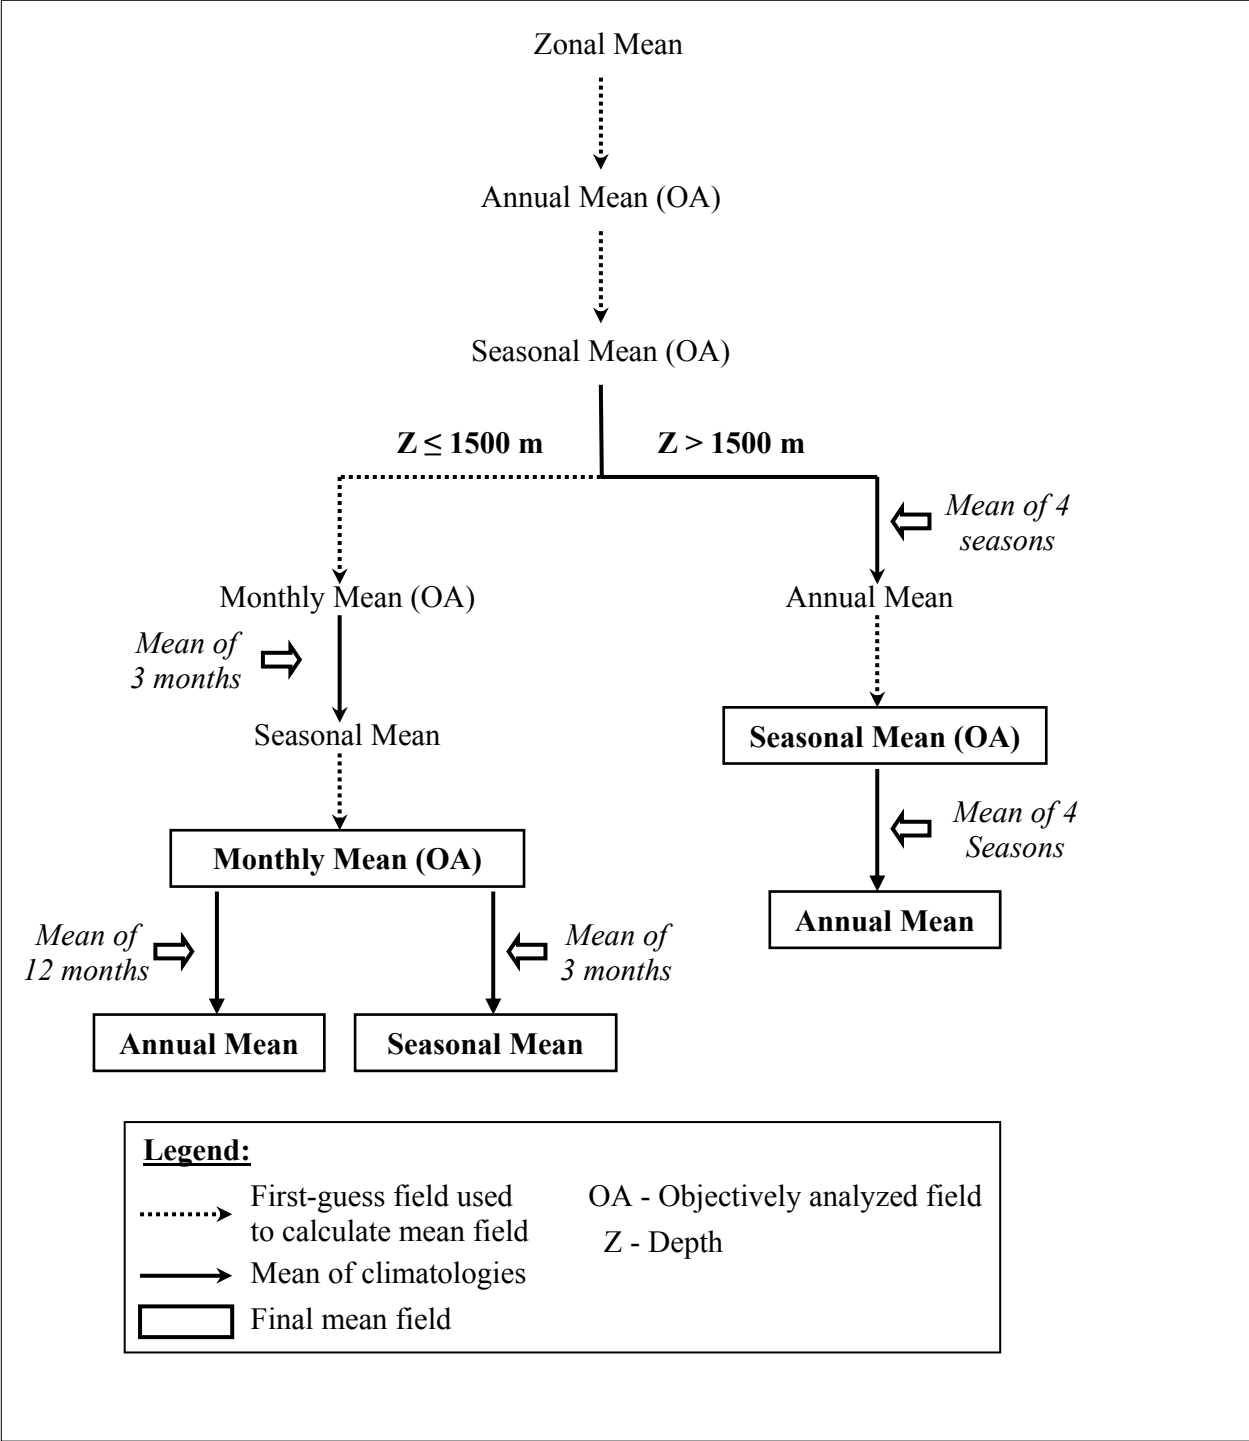 Zonal Mean
Annual Mean (OA)
Seasonal Mean (OA)
Z ≤ 1500 m
Z > 1500 m
Mean of 4
seasons
Monthly Mean (OA)
Annual Mean
Mean of
3 months
Seasonal Mean
Seasonal Mean (OA)
Mean of 4
Seasons
Monthly Mean (OA)
Annual Mean
Mean of
12 months
Mean of
3 months
Annual Mean
Seasonal Mean
Legend:
First-guess field used
to calculate mean field
Mean of climatologies
Final mean field
OA - Objectively analyzed field
Z - Depth